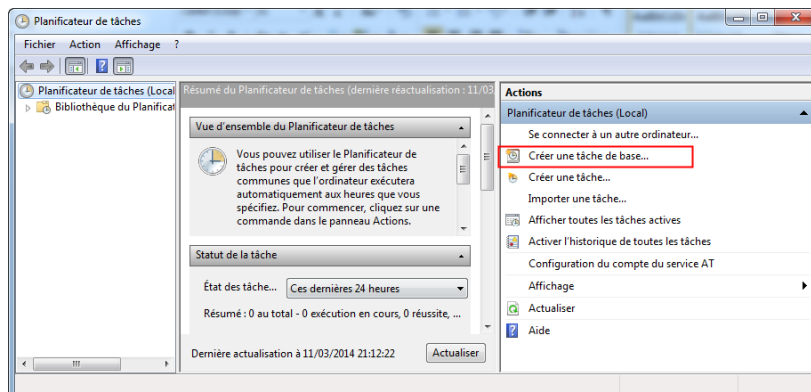 Planificateur de tâches
Fichier Action Affichage ?
Planificateur de tâches (Local
Bibliothèque du Planificat
Résumé du Planificateur de tâches (dernière réactualisation : 11/03
Vue d'ensemble du Planificateur de tâches
Vous pouvez utiliser le Planificateur de
tâches pour créer et gérer des tâches
communes que l'ordinateur exécutera
automatiquement aux heures que vous
spécifiez. Pour commencer, cliquez sur une
commande dans le panneau Actions.
Statut de la tâche
État des tâche... Ces dernières 24 heures
Résumé : 0 au total - 0 exécution en cours, 0 réussite, ...
Dernière actualisation à 11/03/2014 21:12:22 Actualiser
Actions
Planificateur de tâches (Local)
Se connecter à un autre ordinateur...
Créer une tâche de base...
Créer une tâche...
Importer une tâche...
Afficher toutes les tâches actives
Activer l'historique de toutes les tâches
Configuration du compte du service AT
Affichage
Actualiser
Aide